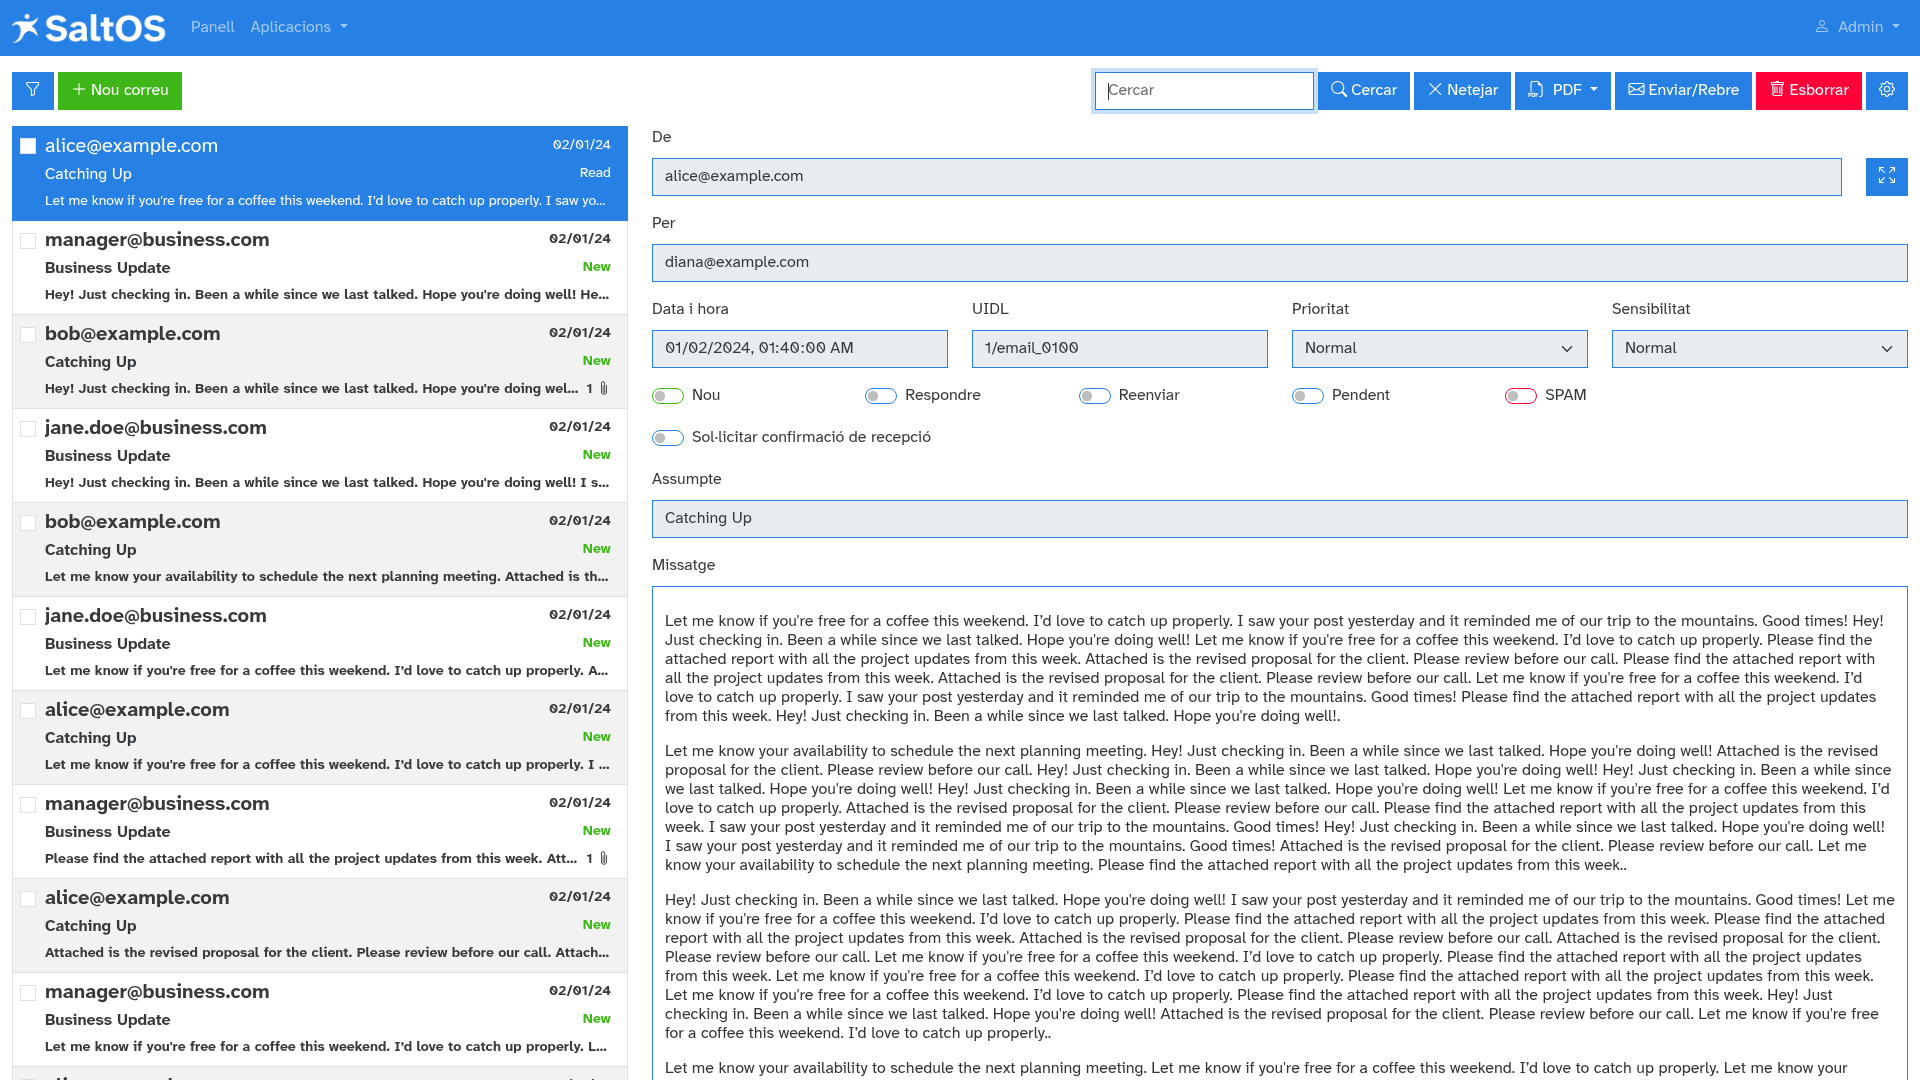 SaltOS Panell Aplicacions Admin
Nou correu Cercar Cercar Netejar PDF Enviar/Rebre Esborrar
alice@example.com 02/01/24
Catching Up Read
Let me know if you're free for a coffee this weekend. I'd love to catch up properly. I saw yo...
manager@business.com 02/01/24
Business Update New
Hey! Just checking in. Been a while since we last talked. Hope you're doing well! He...
bob@example.com 02/01/24
Catching Up New
Hey! Just checking in. Been a while since we last talked. Hope you're doing wel... 1
jane.doe@business.com 02/01/24
Business Update New
Hey! Just checking in. Been a while since we last talked. Hope you're doing well! I s...
bob@example.com 02/01/24
Catching Up New
Let me know your availability to schedule the next planning meeting. Attached is th...
jane.doe@business.com 02/01/24
Business Update New
Let me know if you're free for a coffee this weekend. I'd love to catch up properly. A...
alice@example.com 02/01/24
Catching Up New
Let me know if you're free for a coffee this weekend. I'd love to catch up properly. I ...
manager@business.com 02/01/24
Business Update New
Please find the attached report with all the project updates from this week. Att... 1
alice@example.com 02/01/24
Catching Up New
Attached is the revised proposal for the client. Please review before our call. Attach...
manager@business.com 02/01/24
Business Update New
Let me know if you're free for a coffee this weekend. I'd love to catch up properly. L...
De
alice@example.com
Per
diana@example.com
Data i hora UIDL Prioritat Sensibilitat
01/02/2024, 01:40:00 AM 1/email_0100 Normal Normal
Nou Respondre Reenviar Pendent SPAM
Sol·licitar confirmació de recepció
Assumpte
Catching Up
Missatge
Let me know if you're free for a coffee this weekend. I'd love to catch up properly. I saw your post yesterday and it reminded me of our trip to the mountains. Good times! Hey!
Just checking in. Been a while since we last talked. Hope you're doing well! Let me know if you're free for a coffee this weekend. I'd love to catch up properly. Please find the
attached report with all the project updates from this week. Attached is the revised proposal for the client. Please review before our call. Please find the attached report with
all the project updates from this week. Attached is the revised proposal for the client. Please review before our call. Let me know if you're free for a coffee this weekend. I'd
love to catch up properly. I saw your post yesterday and it reminded me of our trip to the mountains. Good times! Please find the attached report with all the project updates
from this week. Hey! Just checking in. Been a while since we last talked. Hope you're doing well!.
Let me know your availability to schedule the next planning meeting. Hey! Just checking in. Been a while since we last talked. Hope you're doing well! Attached is the revised
proposal for the client. Please review before our call. Hey! Just checking in. Been a while since we last talked. Hope you're doing well! Hey! Just checking in. Been a while since
we last talked. Hope you're doing well! Hey! Just checking in. Been a while since we last talked. Hope you're doing well! Let me know if you're free for a coffee this weekend. I'd
love to catch up properly. Attached is the revised proposal for the client. Please review before our call. Please find the attached report with all the project updates from this
week. I saw your post yesterday and it reminded me of our trip to the mountains. Good times! Hey! Just checking in. Been a while since we last talked. Hope you're doing well!
I saw your post yesterday and it reminded me of our trip to the mountains. Good times! Attached is the revised proposal for the client. Please review before our call. Let me
know your availability to schedule the next planning meeting. Please find the attached report with all the project updates from this week..
Hey! Just checking in. Been a while since we last talked. Hope you're doing well! I saw your post yesterday and it reminded me of our trip to the mountains. Good times! Let me
know if you're free for a coffee this weekend. I'd love to catch up properly. Please find the attached report with all the project updates from this week. Please find the attached
report with all the project updates from this week. Attached is the revised proposal for the client. Please review before our call. Attached is the revised proposal for the client.
Please review before our call. Let me know if you're free for a coffee this weekend. I'd love to catch up properly. Please find the attached report with all the project updates
from this week. Let me know if you're free for a coffee this weekend. I'd love to catch up properly. Please find the attached report with all the project updates from this week.
Let me know if you're free for a coffee this weekend. I'd love to catch up properly. Please find the attached report with all the project updates from this week. Hey! Just
checking in. Been a while since we last talked. Hope you're doing well! Attached is the revised proposal for the client. Please review before our call. Let me know if you're free
for a coffee this weekend. I'd love to catch up properly..
Let me know your availability to schedule the next planning meeting. Let me know if you're free for a coffee this weekend. I'd love to catch up properly. Let me know your